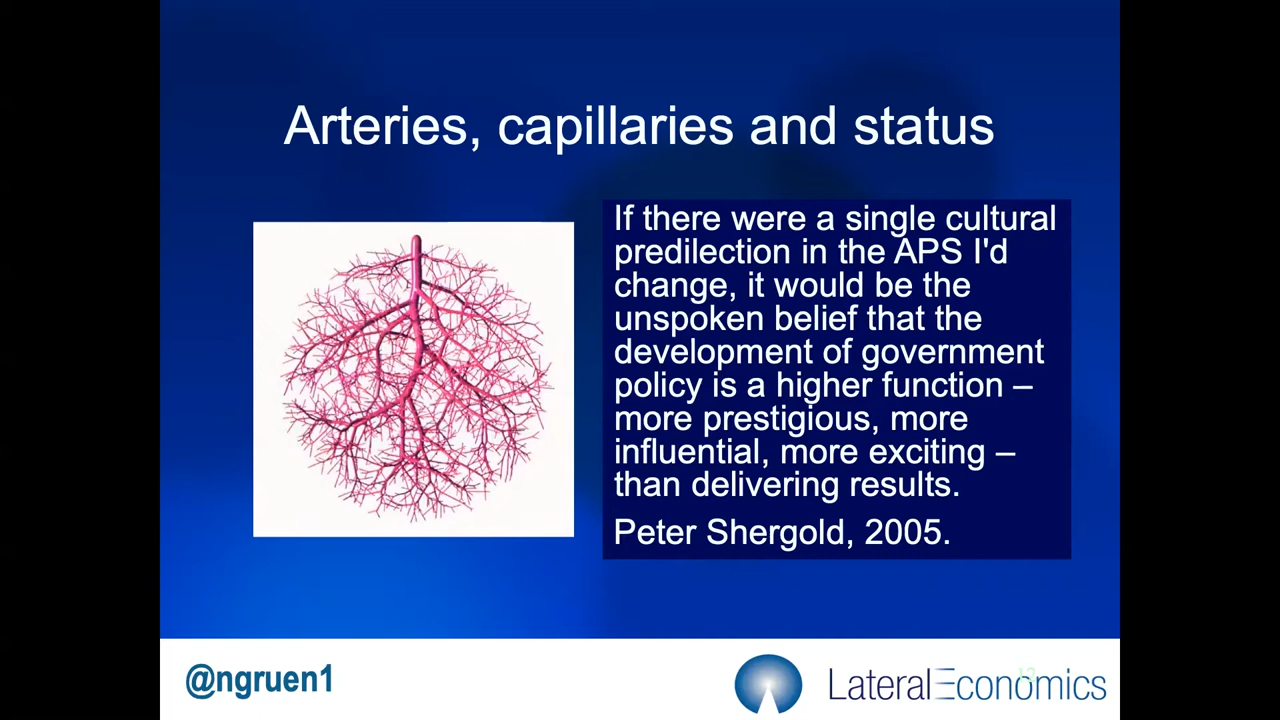 Arteries, capillaries and status
If there were a single cultural
predilection in the APS I'd
change, it would be the
unspoken belief that the
development of government
policy is a higher function –
more prestigious, more
influential, more exciting –
than delivering results.
Peter Shergold, 2005.
@ngruen1
LateralEconomics
12